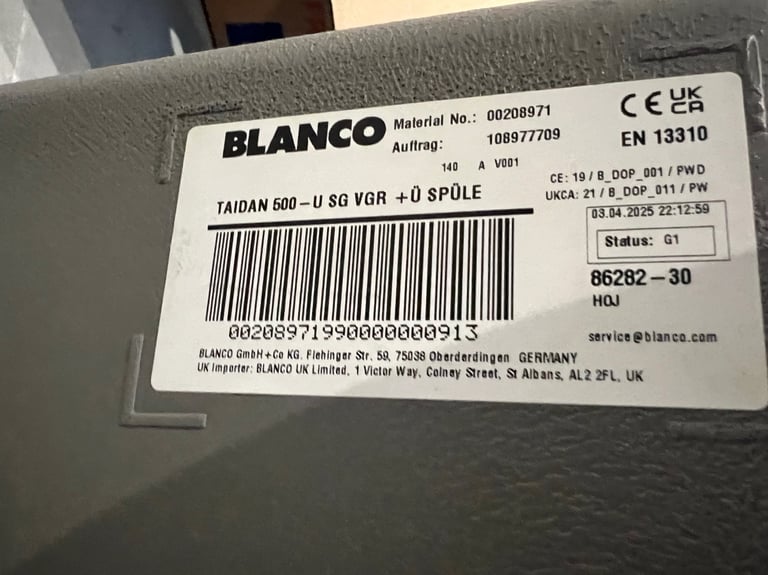 BLANCO
Material No.: 00208971
Auftrag: 108977709
140 A V001
CE UKCA
EN 13310
CE: 19 / B_DOP_001 / PWD
UKCA: 21 / B_DOP_011 / PW
TAIDAN 500-U SG VGR +Ü SPÜLE
03.04.2025 22:12:59
Status: G1
86282-30
HOJ
00208971990000000913
service@blanco.com
BLANCO GmbH+Co KG. Flehinger Str. 59, 75038 Oberderdingen GERMANY
UK Importer: BLANCO UK Limited, 1 Victor Way, Colney Street, St Albans, AL2 2FL, UK